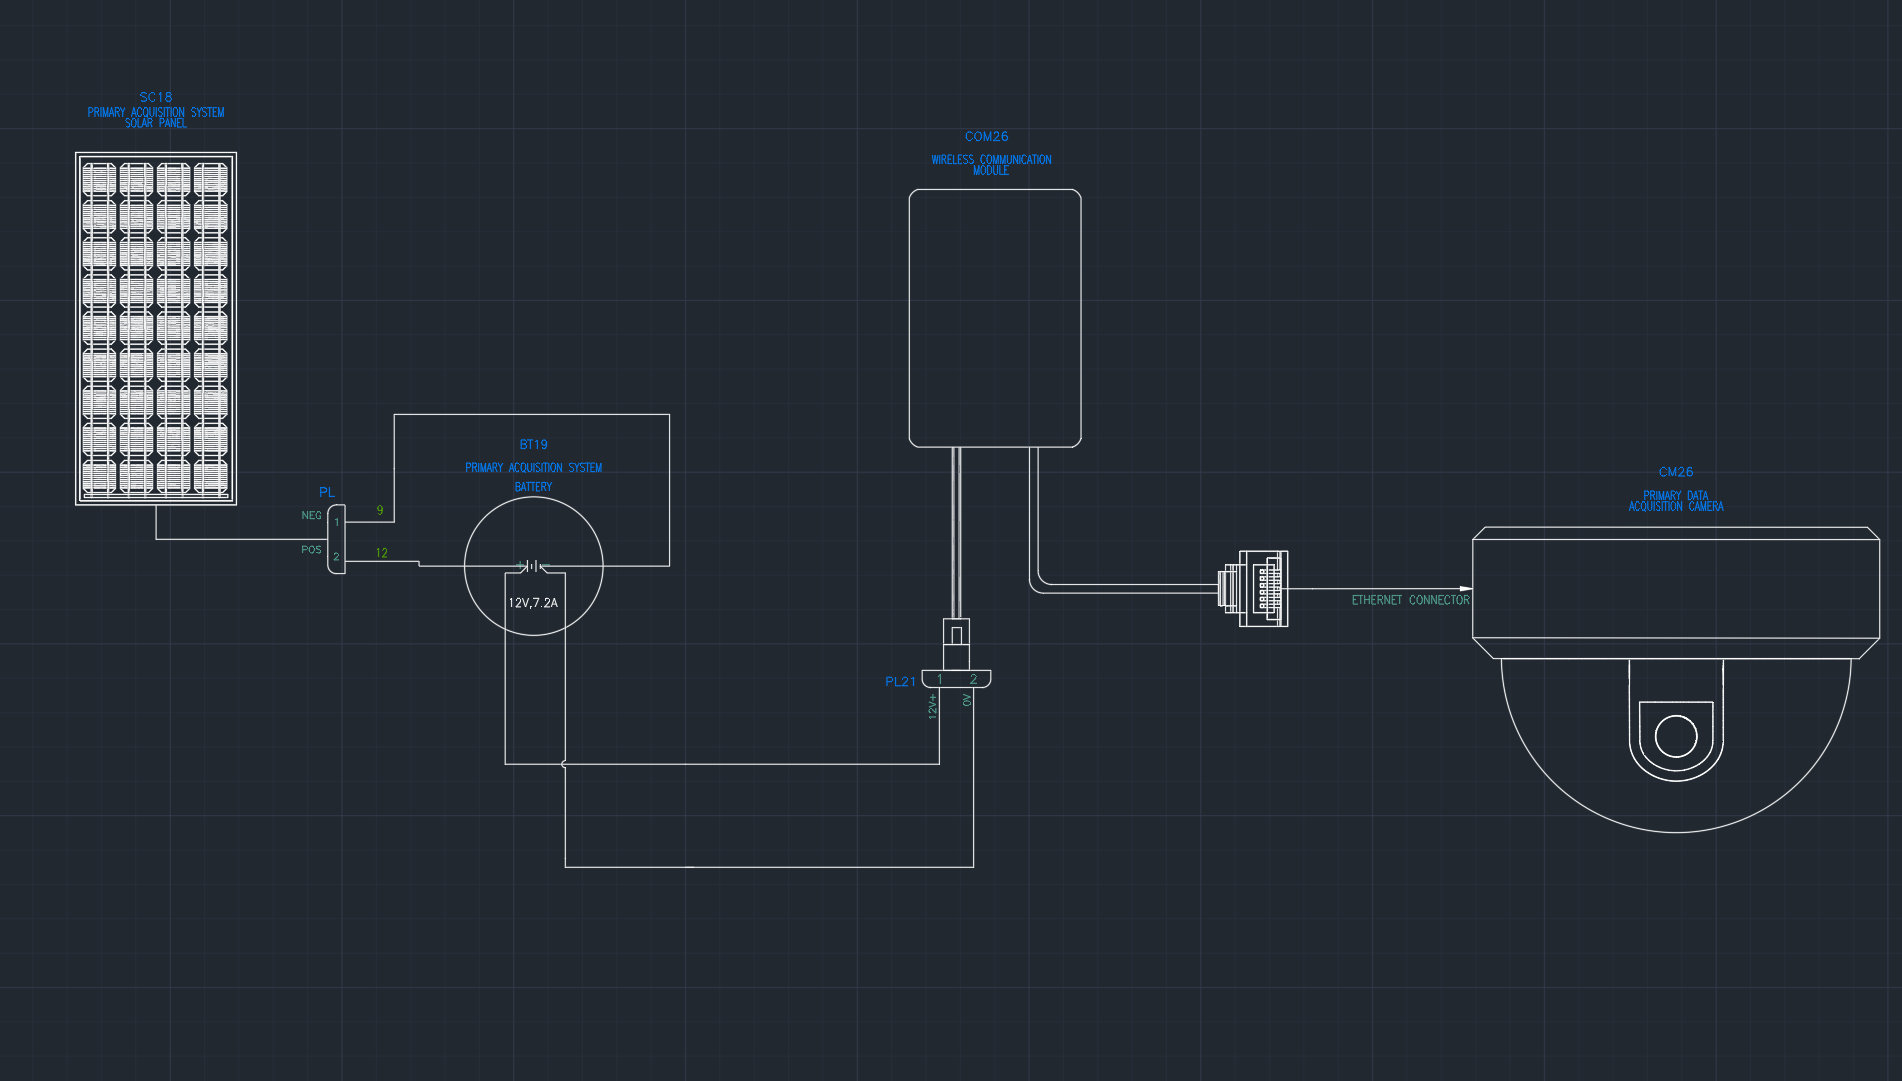 SC18
PRIMARY ACQUISITION SYSTEM
SOLAR PANEL
COM26
WIRELESS COMMUNICATION
MODULE
BT19
PRIMARY ACQUISITION SYSTEM
BATTERY
PL
NEG
1
9
POS
2
12
+
-
12V,7.2A
CM26
PRIMARY DATA
ACQUISITION CAMERA
ETHERNET CONNECTOR
PL21
1
2
12V+
0V